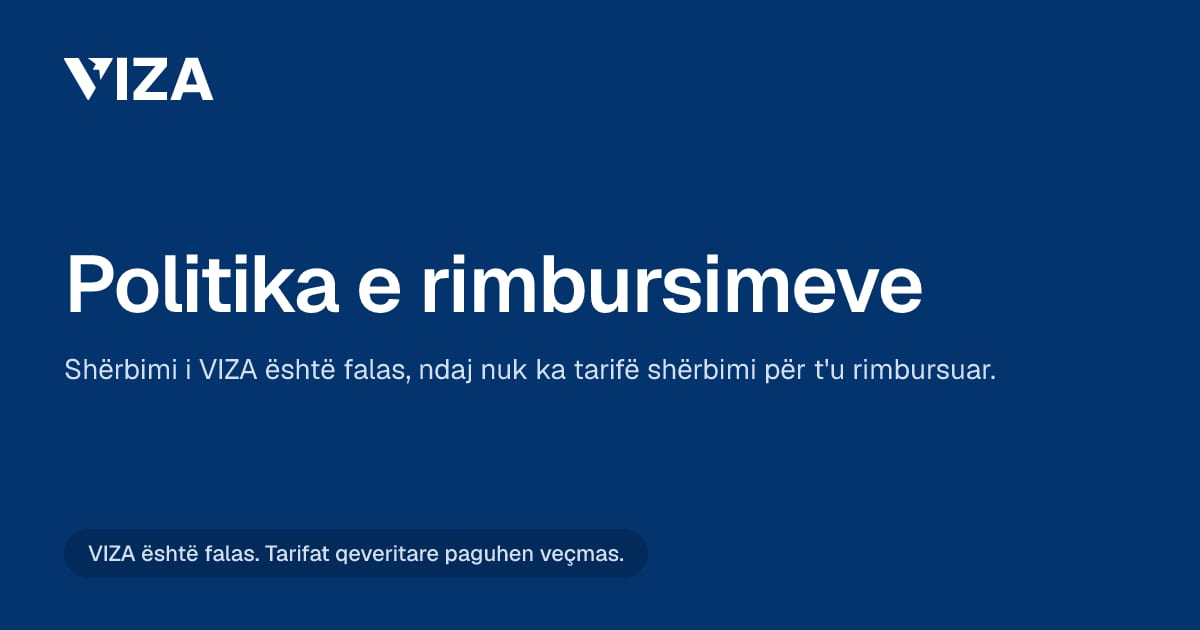 VIZA
Politika e rimbursimeve
Shërbimi i VIZA është falas, ndaj nuk ka tarifë shërbimi për t'u rimbursuar.
VIZA është falas. Tarifat qeveritare paguhen veçmas.